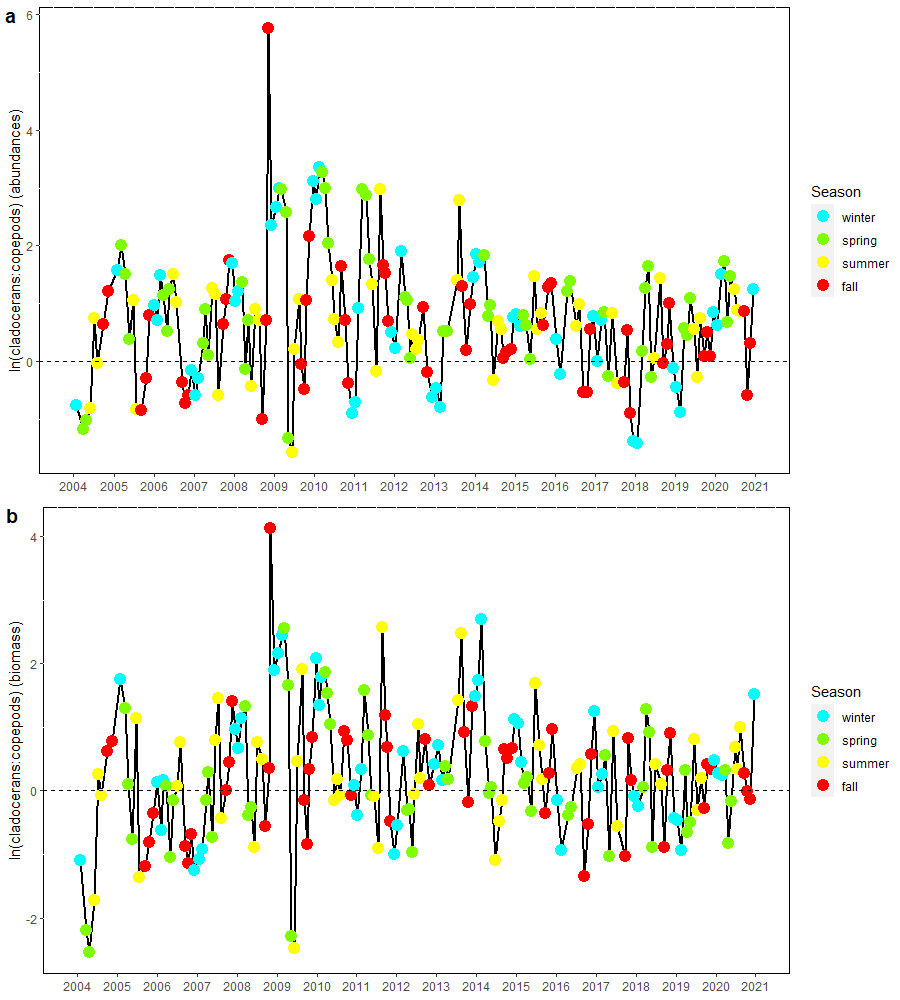 a
ln(cladocerans:copepods) (abundances)
6
4
2
0
2004 2005 2006 2007 2008 2009 2010 2011 2012 2013 2014 2015 2016 2017 2018 2019 2020 2021
Season
winter
spring
summer
fall
b
ln(cladocerans:copepods) (biomass)
4
2
0
-2
2004 2005 2006 2007 2008 2009 2010 2011 2012 2013 2014 2015 2016 2017 2018 2019 2020 2021
Season
winter
spring
summer
fall